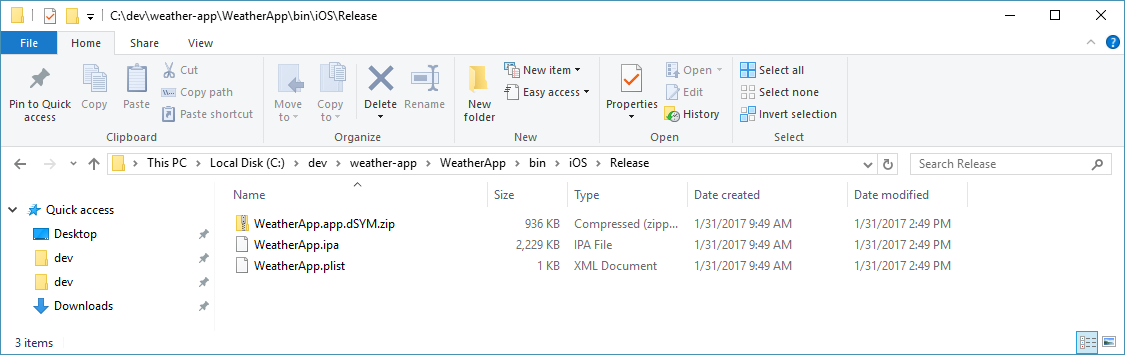 C:\dev\weather-app\WeatherApp\bin\iOS\Release
File Home Share View
Pin to Quick access
Copy
Paste
Cut
Copy path
Paste shortcut
Clipboard
Move to
Copy to
Delete
Rename
Organize
New folder
New item
Easy access
New
Properties
Open
Edit
History
Open
Select all
Select none
Invert selection
Select
This PC > Local Disk (C:) > dev > weather-app > WeatherApp > bin > iOS > Release
Search Release
Name Size Type Date created Date modified
Quick access
Desktop
dev
dev
Downloads
WeatherApp.app.dSYM.zip 936 KB Compressed (zipp... 1/31/2017 9:49 AM 1/31/2017 2:49 PM
WeatherApp.ipa 2,229 KB IPA File 1/31/2017 9:49 AM 1/31/2017 2:49 PM
WeatherApp.plist 1 KB XML Document 1/31/2017 9:49 AM 1/31/2017 2:49 PM
3 items